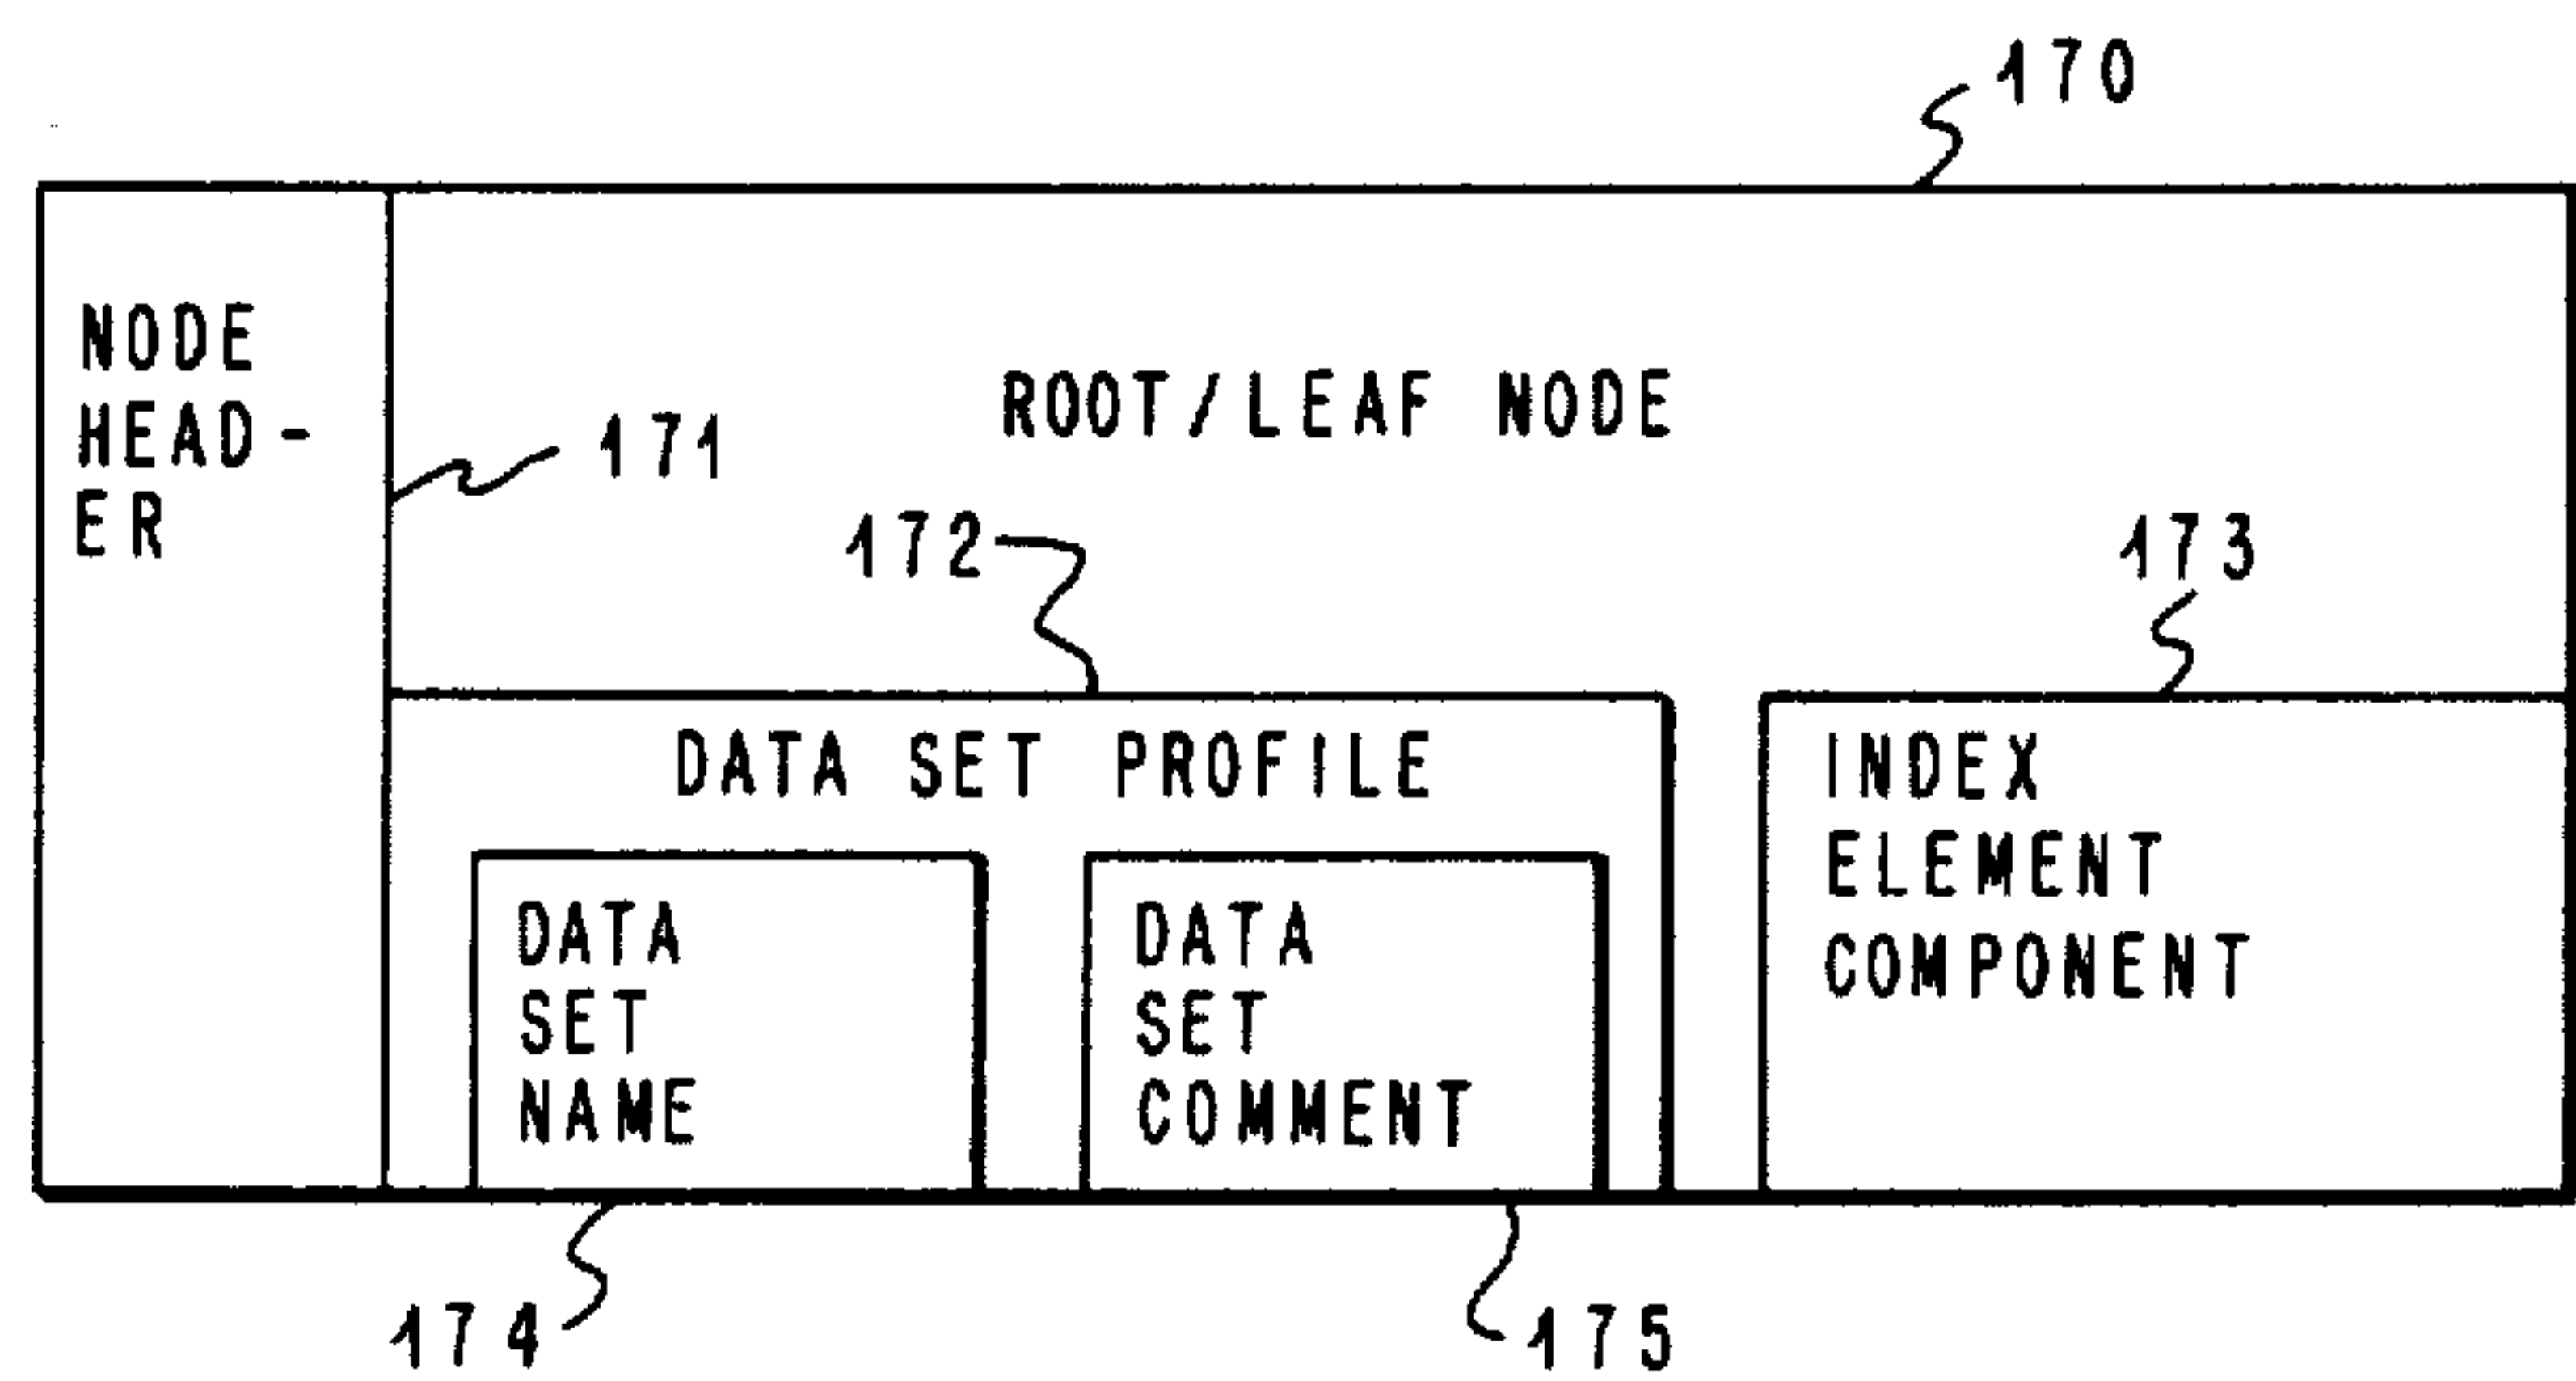 170
NODE
HEAD-
ER
ROOT/LEAF NODE
171
172
173
DATA SET PROFILE
INDEX
ELEMENT
COMPONENT
DATA
SET
NAME
DATA
SET
COMMENT
174
175